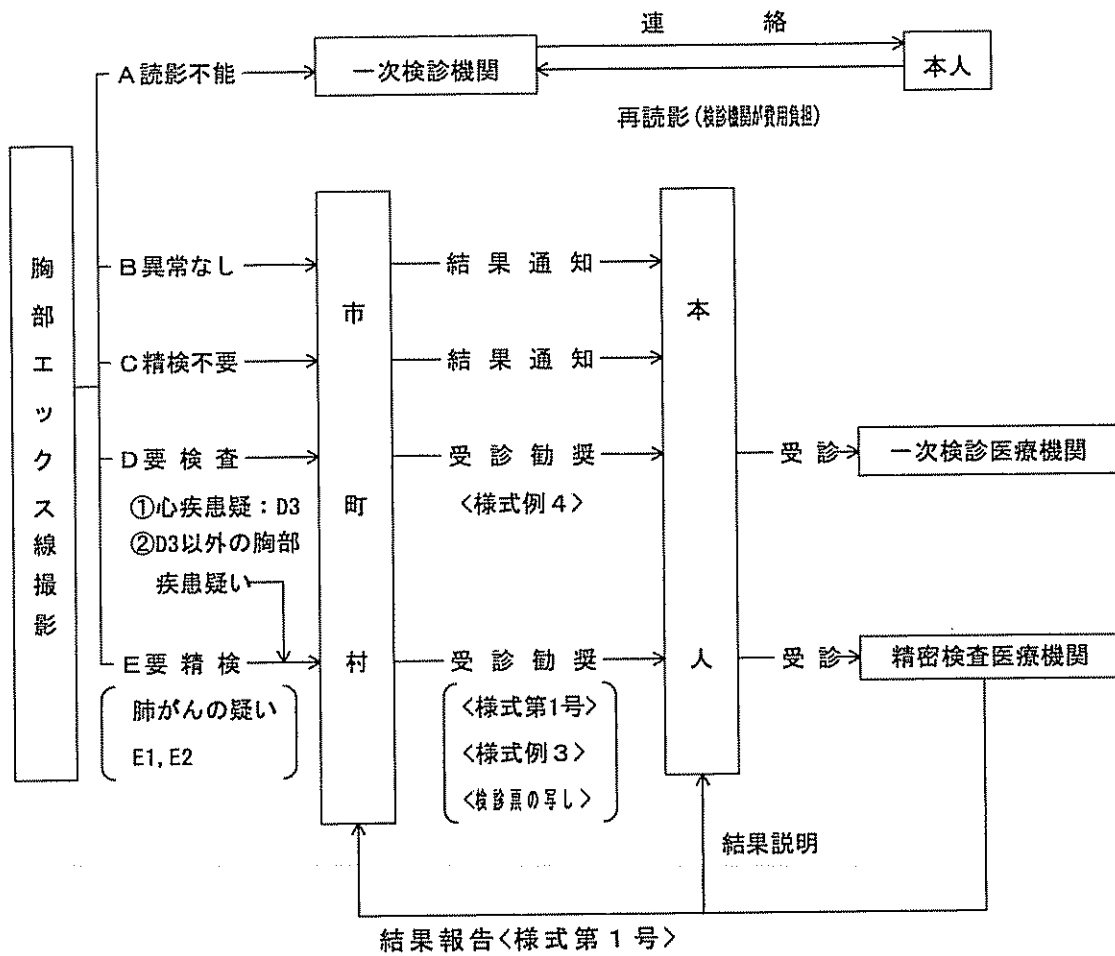 連絡
A読影不能
一次検診機関
本人
再読影(検診機関が費用負担)
胸部エックス線撮影
B異常なし
結果通知
市町村
本人
C精検不要
結果通知
D要検査
受診勧奨
受診
一次検診医療機関
①心疾患疑：D3
<様式例4>
②D3以外の胸部
疾患疑い
E要精検
受診勧奨
受診
精密検査医療機関
肺がんの疑い
E1,E2
<様式第1号>
<様式例3>
<検診票の写し>
結果説明
結果報告<様式第1号>